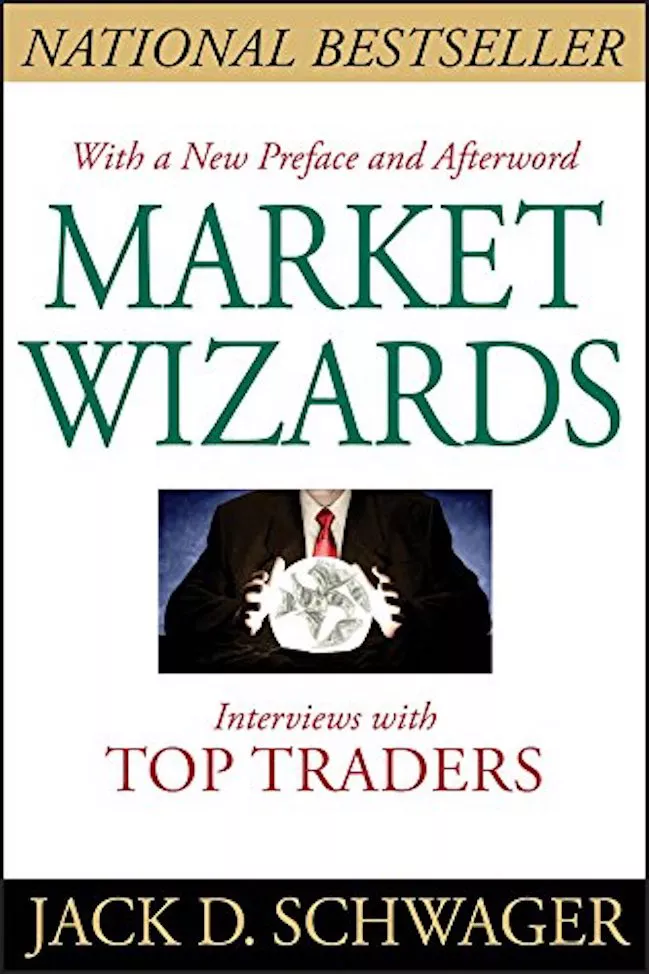 NATIONAL BESTSELLER
With a New Preface and Afterword
MARKET
WIZARDS
Interviews with
TOP TRADERS
JACK D. SCHWAGER